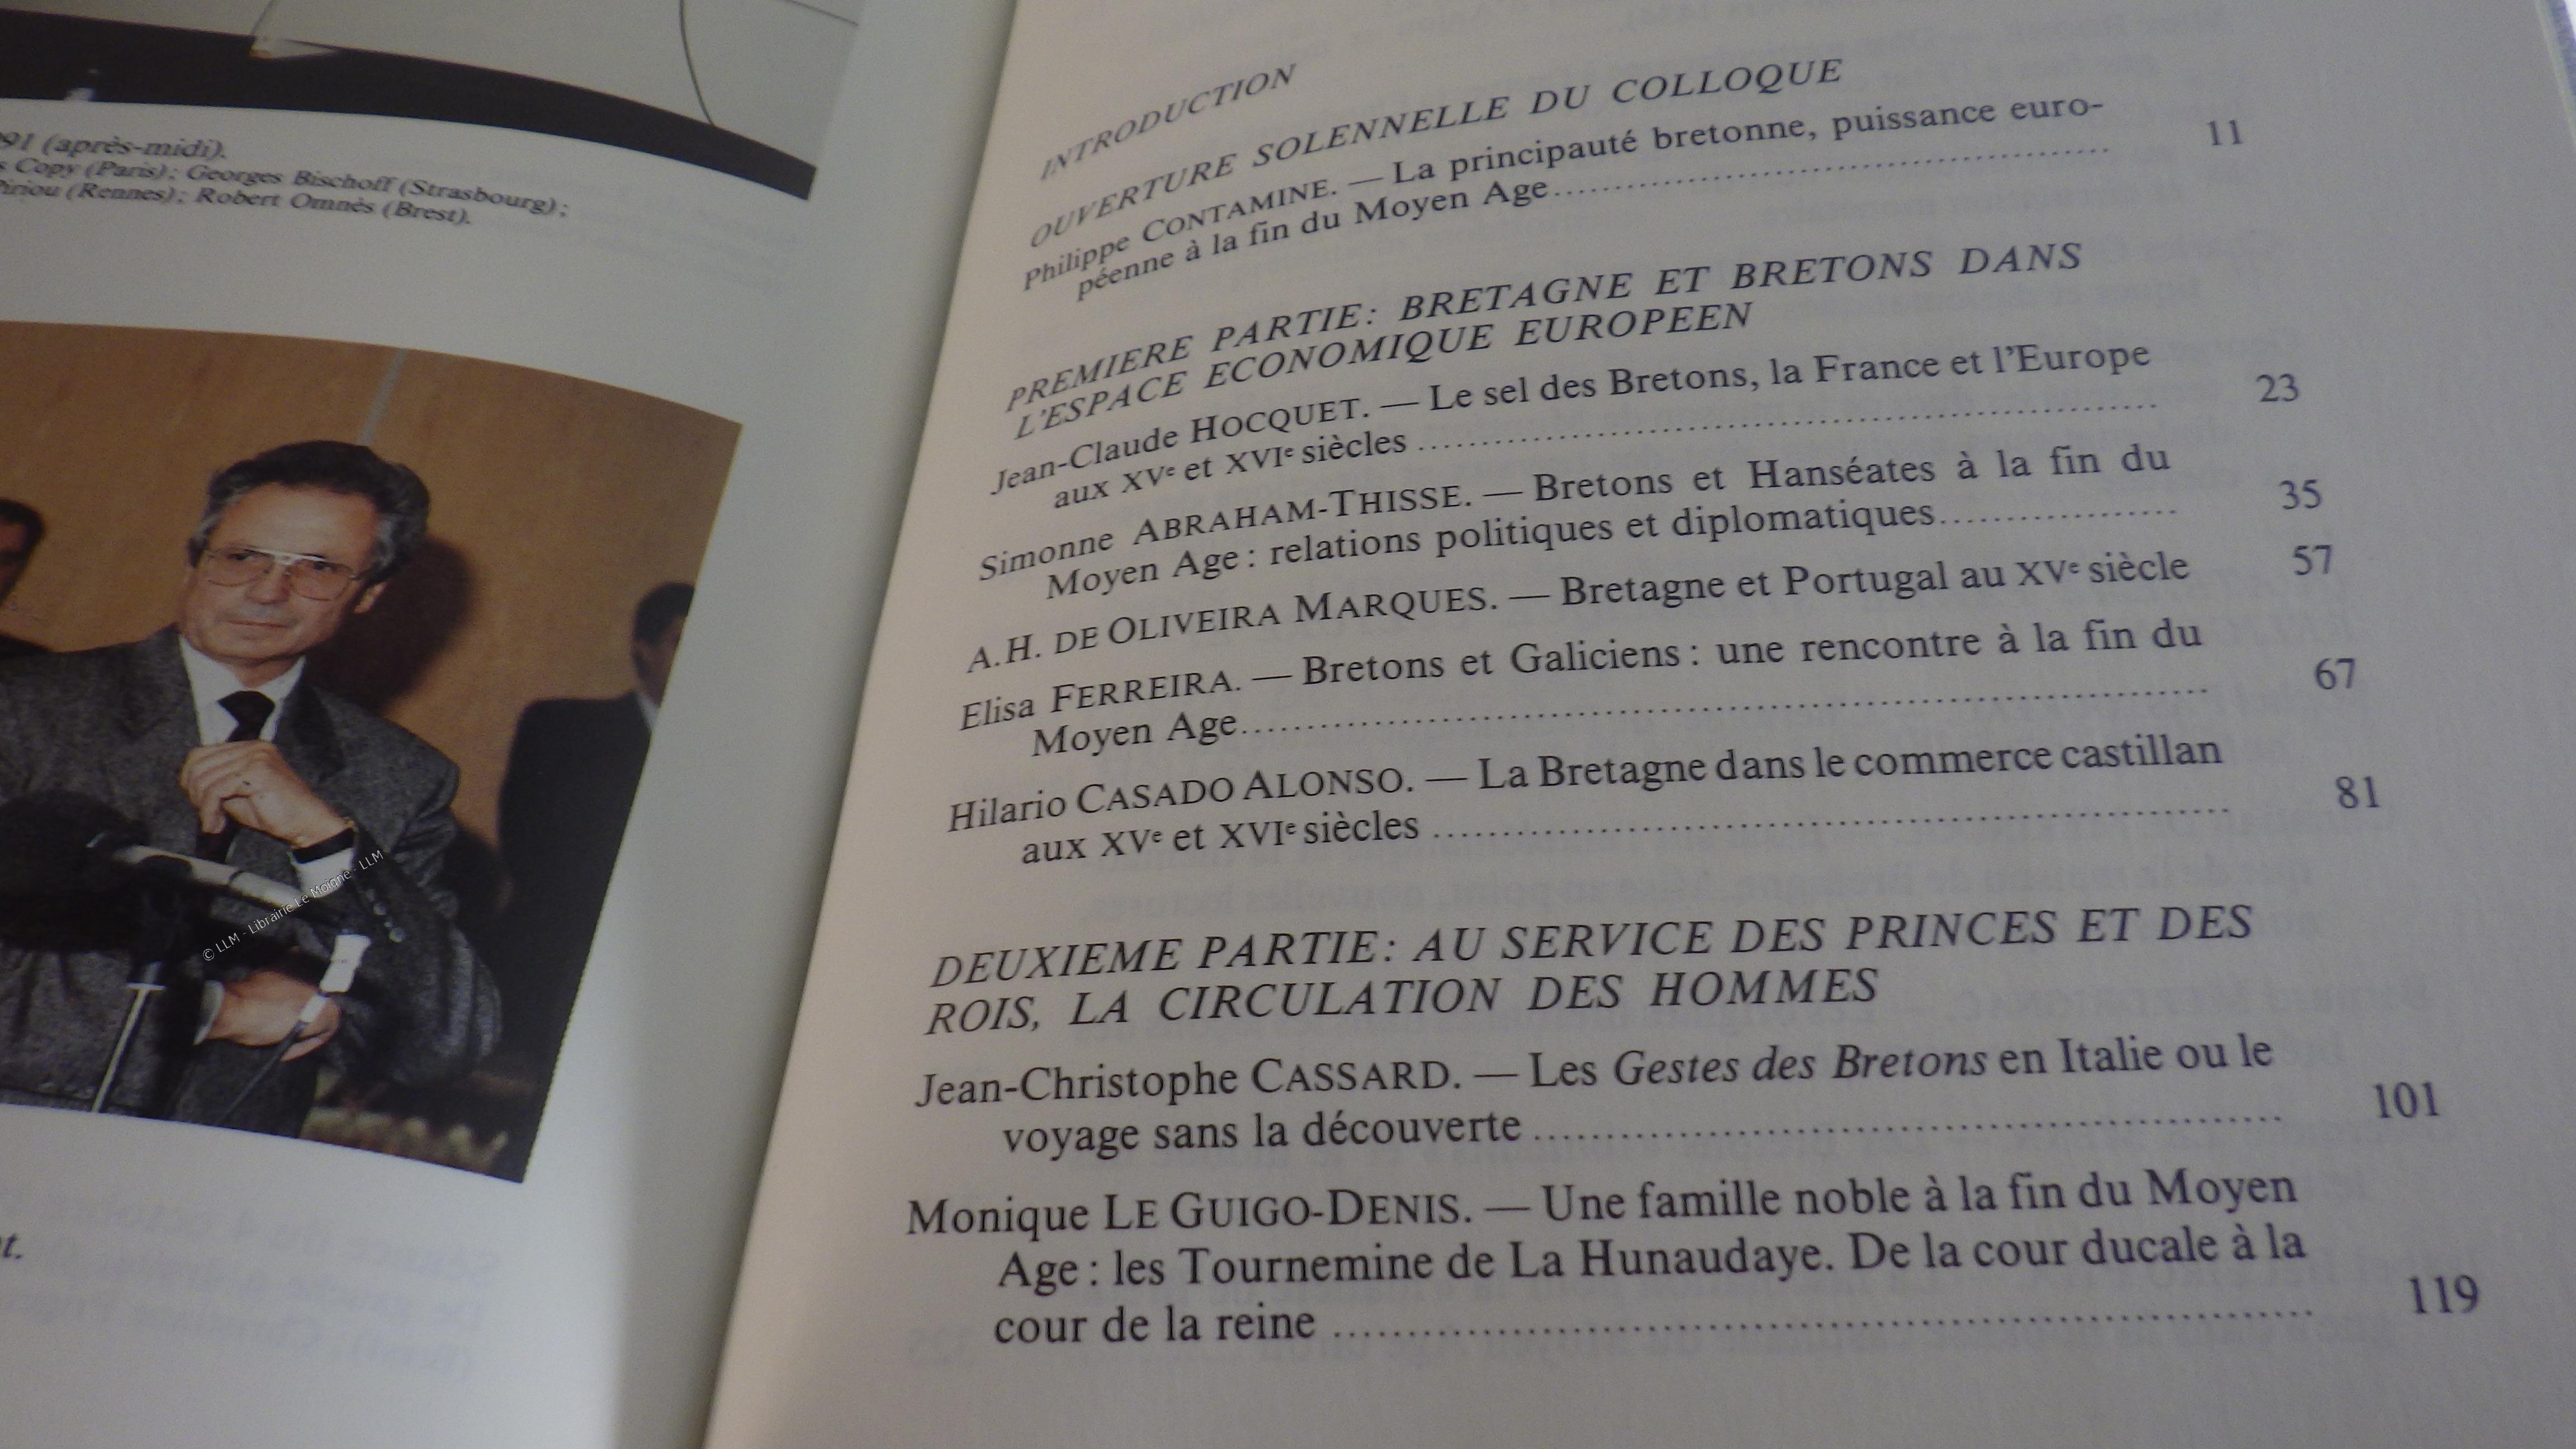 91 (après-midi).
s Copy (Paris); Georges Bischoff (Strasbourg);
Piriou (Rennes); Robert Omnès (Brest).
© LLM - Librairie Le Moigne - LLM
t.
INTRODUCTION
OUVERTURE SOLENNELLE DU COLLOQUE
Philippe CONTAMINE. — La principauté bretonne, puissance euro-
péenne à la fin du Moyen Age........................ 11
PREMIERE PARTIE: BRETAGNE ET BRETONS DANS
L'ESPACE ECONOMIQUE EUROPEEN
Jean-Claude HOCQUET. — Le sel des Bretons, la France et l'Europe
aux XVe et XVIe siècles ........................ 23
Simonne ABRAHAM-THISSE. — Bretons et Hanséates à la fin du
Moyen Age : relations politiques et diplomatiques........................ 35
A.H. DE OLIVEIRA MARQUES. — Bretagne et Portugal au XVe siècle 57
Elisa FERREIRA. — Bretons et Galiciens : une rencontre à la fin du
Moyen Age........................ 67
Hilario CASADO ALONSO. — La Bretagne dans le commerce castillan
aux XVe et XVIe siècles ........................ 81
DEUXIEME PARTIE: AU SERVICE DES PRINCES ET DES
ROIS, LA CIRCULATION DES HOMMES
Jean-Christophe CASSARD. — Les Gestes des Bretons en Italie ou le
voyage sans la découverte ........................ 101
Monique LE GUIGO-DENIS. — Une famille noble à la fin du Moyen
Age : les Tournemine de La Hunaudaye. De la cour ducale à la
cour de la reine ........................ 119